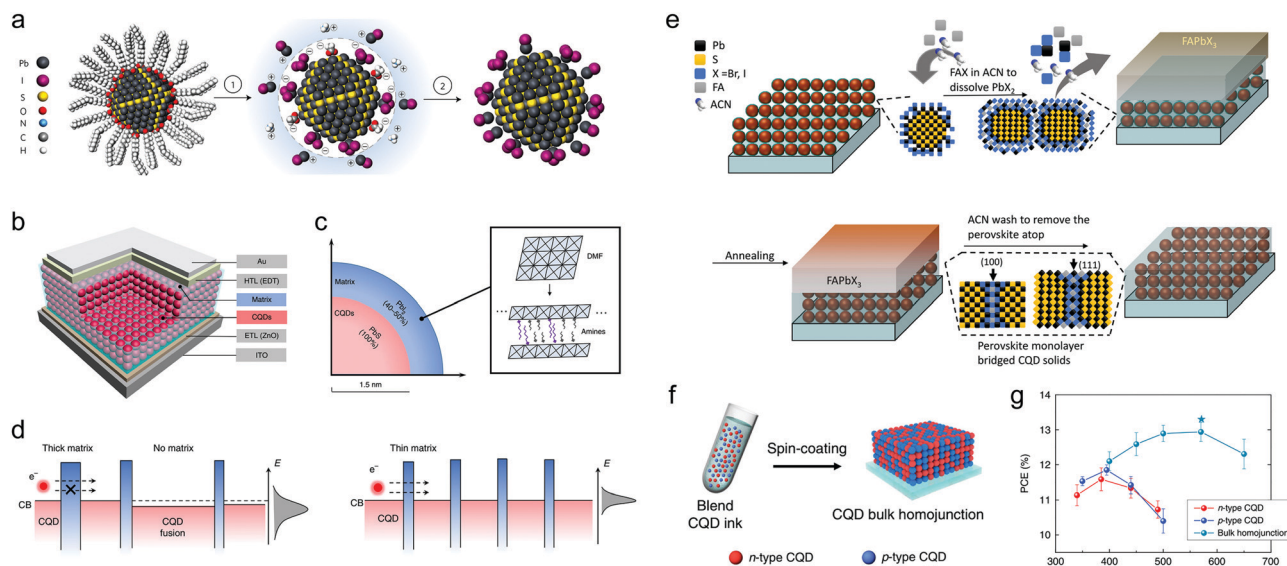 a
Pb
I
S
O
N
C
H
1
2
b
Au
HTL (EDT)
Matrix
CQDs
ETL (ZnO)
ITO
c
Matrix
PbI2
(40–50%)
CQDs
PbS
(100%)
1.5 nm
DMF
Amines
d
Thick matrix
No matrix
e−
CB
CQD
CQD
fusion
E
Thin matrix
e−
CB
CQD
E
e
Pb
S
X =Br, I
FA
ACN
FAX in ACN to
dissolve PbX2
FAPbX3
Annealing
FAPbX3
ACN wash to remove the
perovskite atop
(100)
(111)
Perovskite monolayer
bridged CQD solids
f
Spin-coating
Blend
CQD ink
CQD bulk homojunction
n-type CQD
p-type CQD
g
PCE (%)
14
13
12
11
10
n-type CQD
p-type CQD
Bulk homojunction
300
400
500
600
700